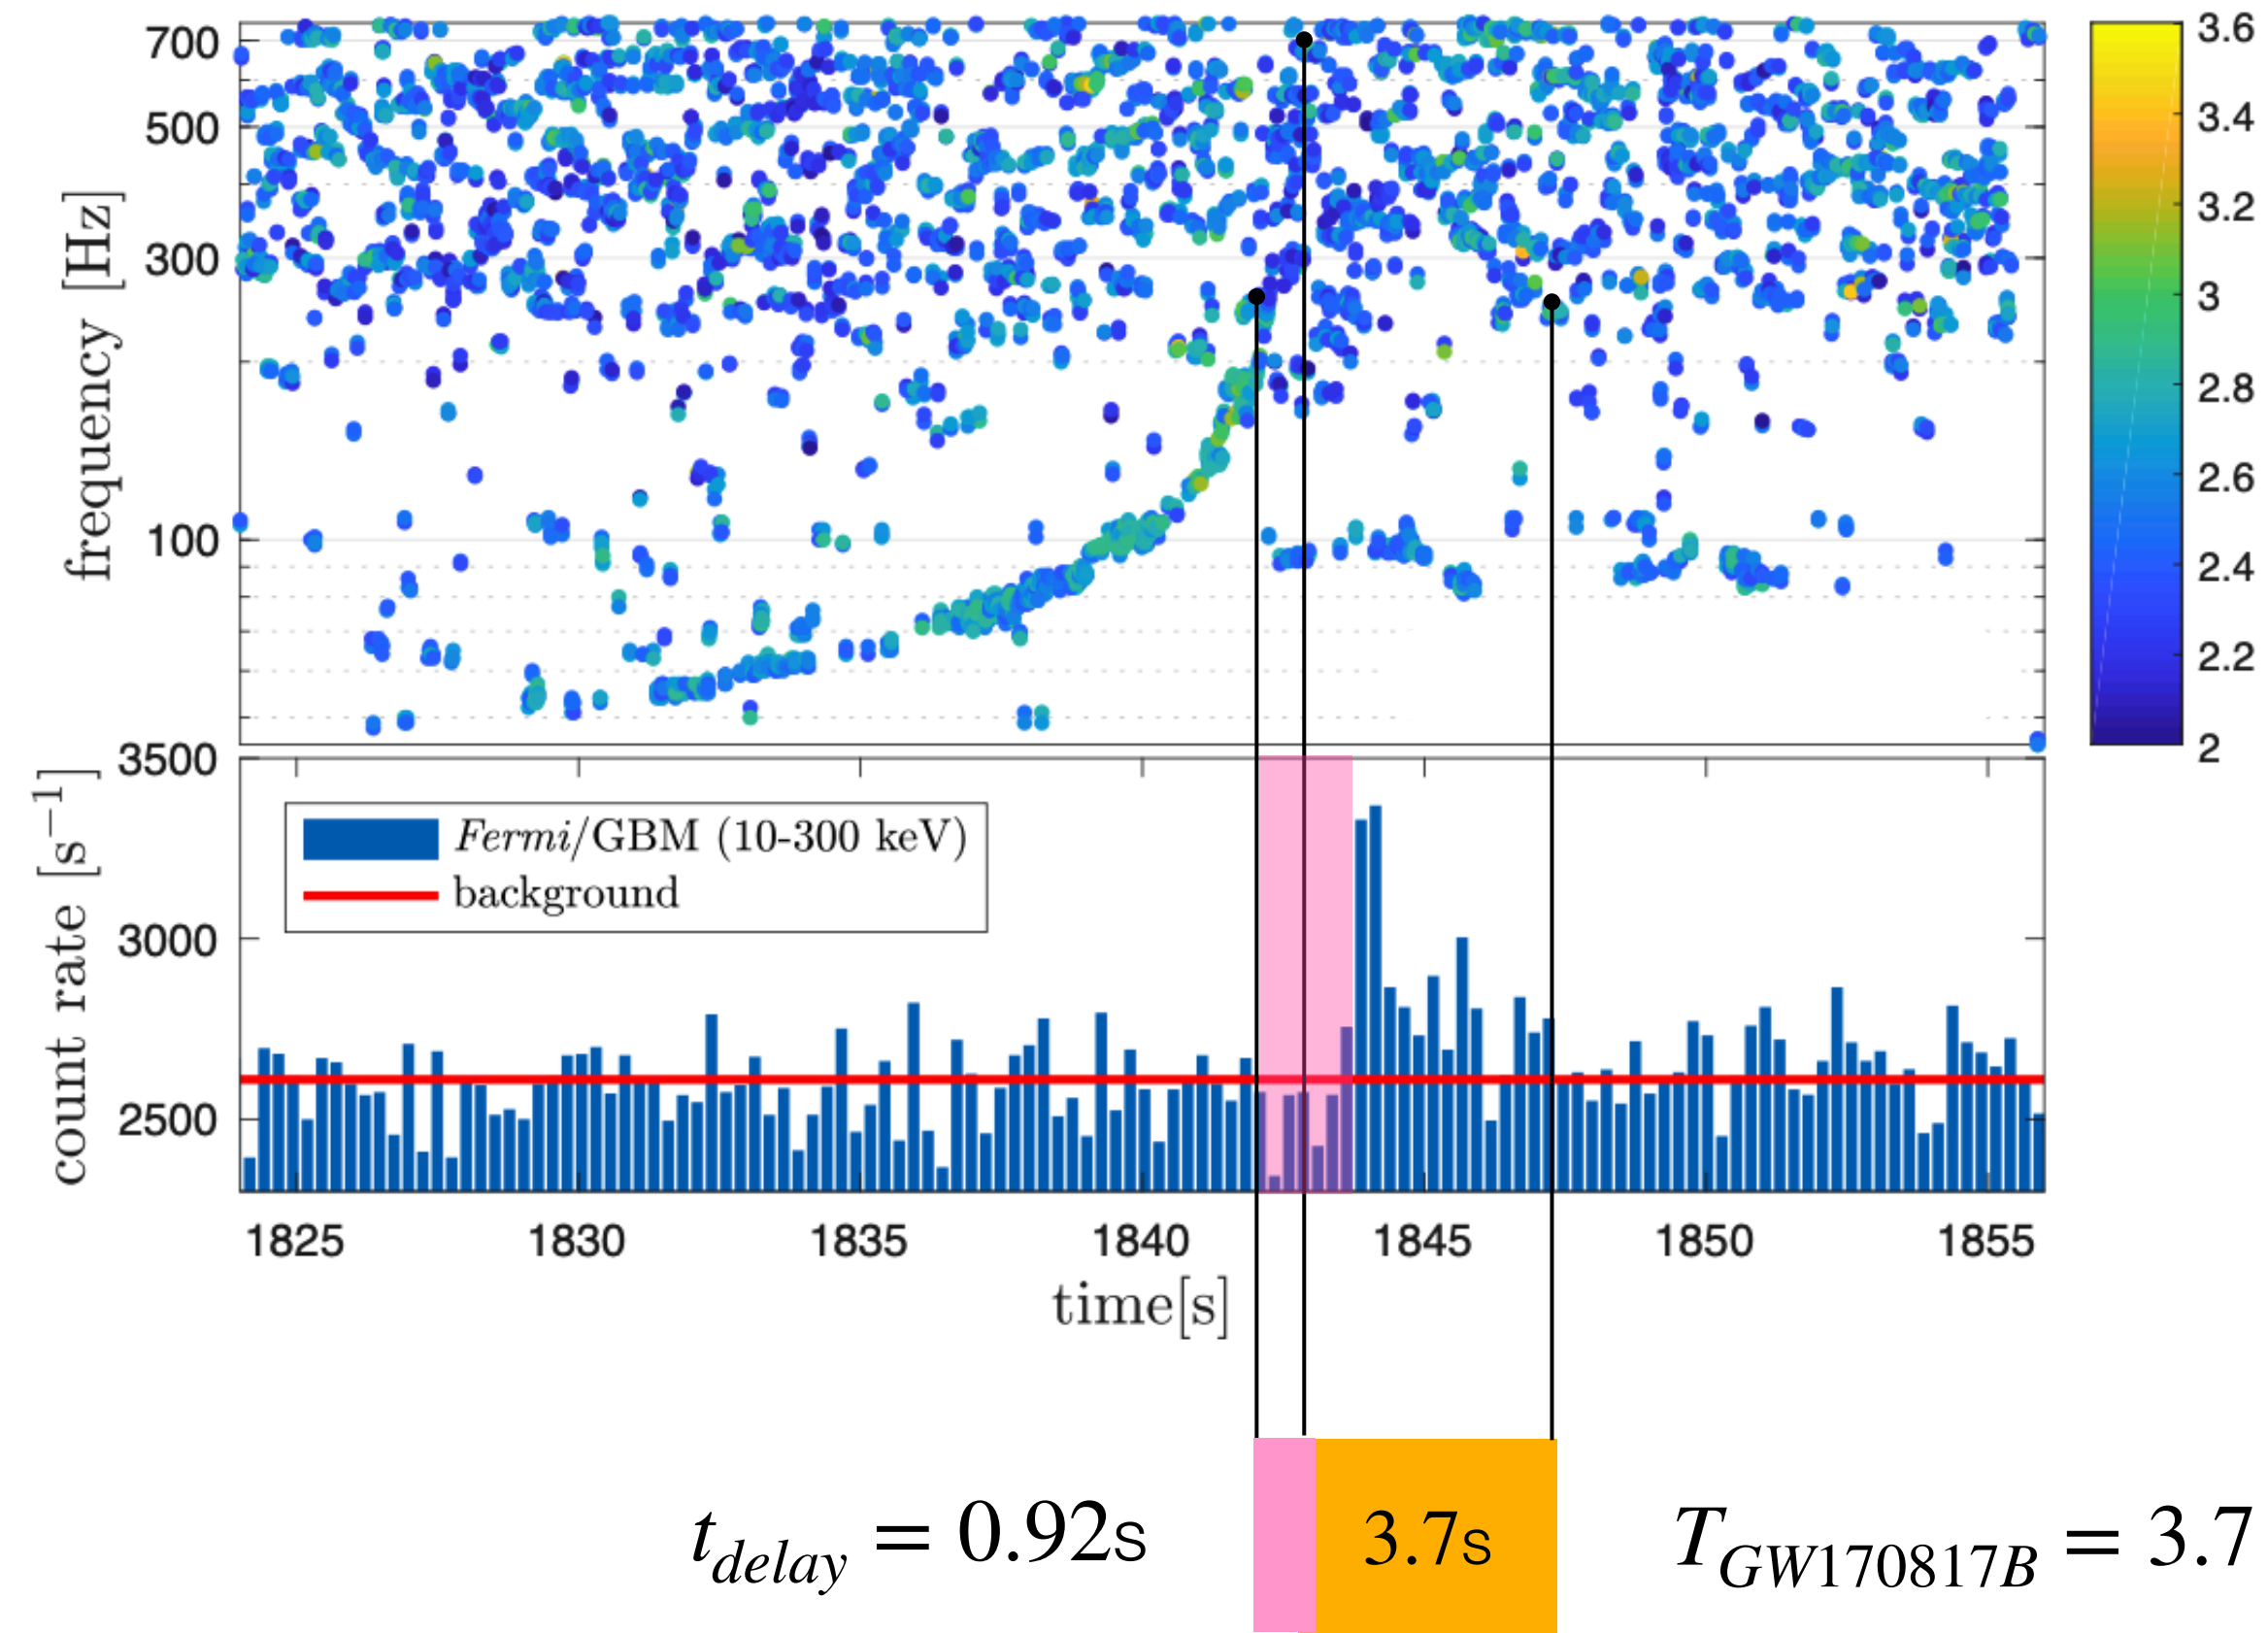 700
500
300
100
frequency [Hz]
3.6
3.4
3.2
3
2.8
2.6
2.4
2.2
2
3500
3000
2500
count rate [s⁻¹]
Fermi/GBM (10-300 keV)
background
1825 1830 1835 1840 1845 1850 1855
time[s]
t_delay = 0.92s
3.7s
T_GW170817B = 3.7